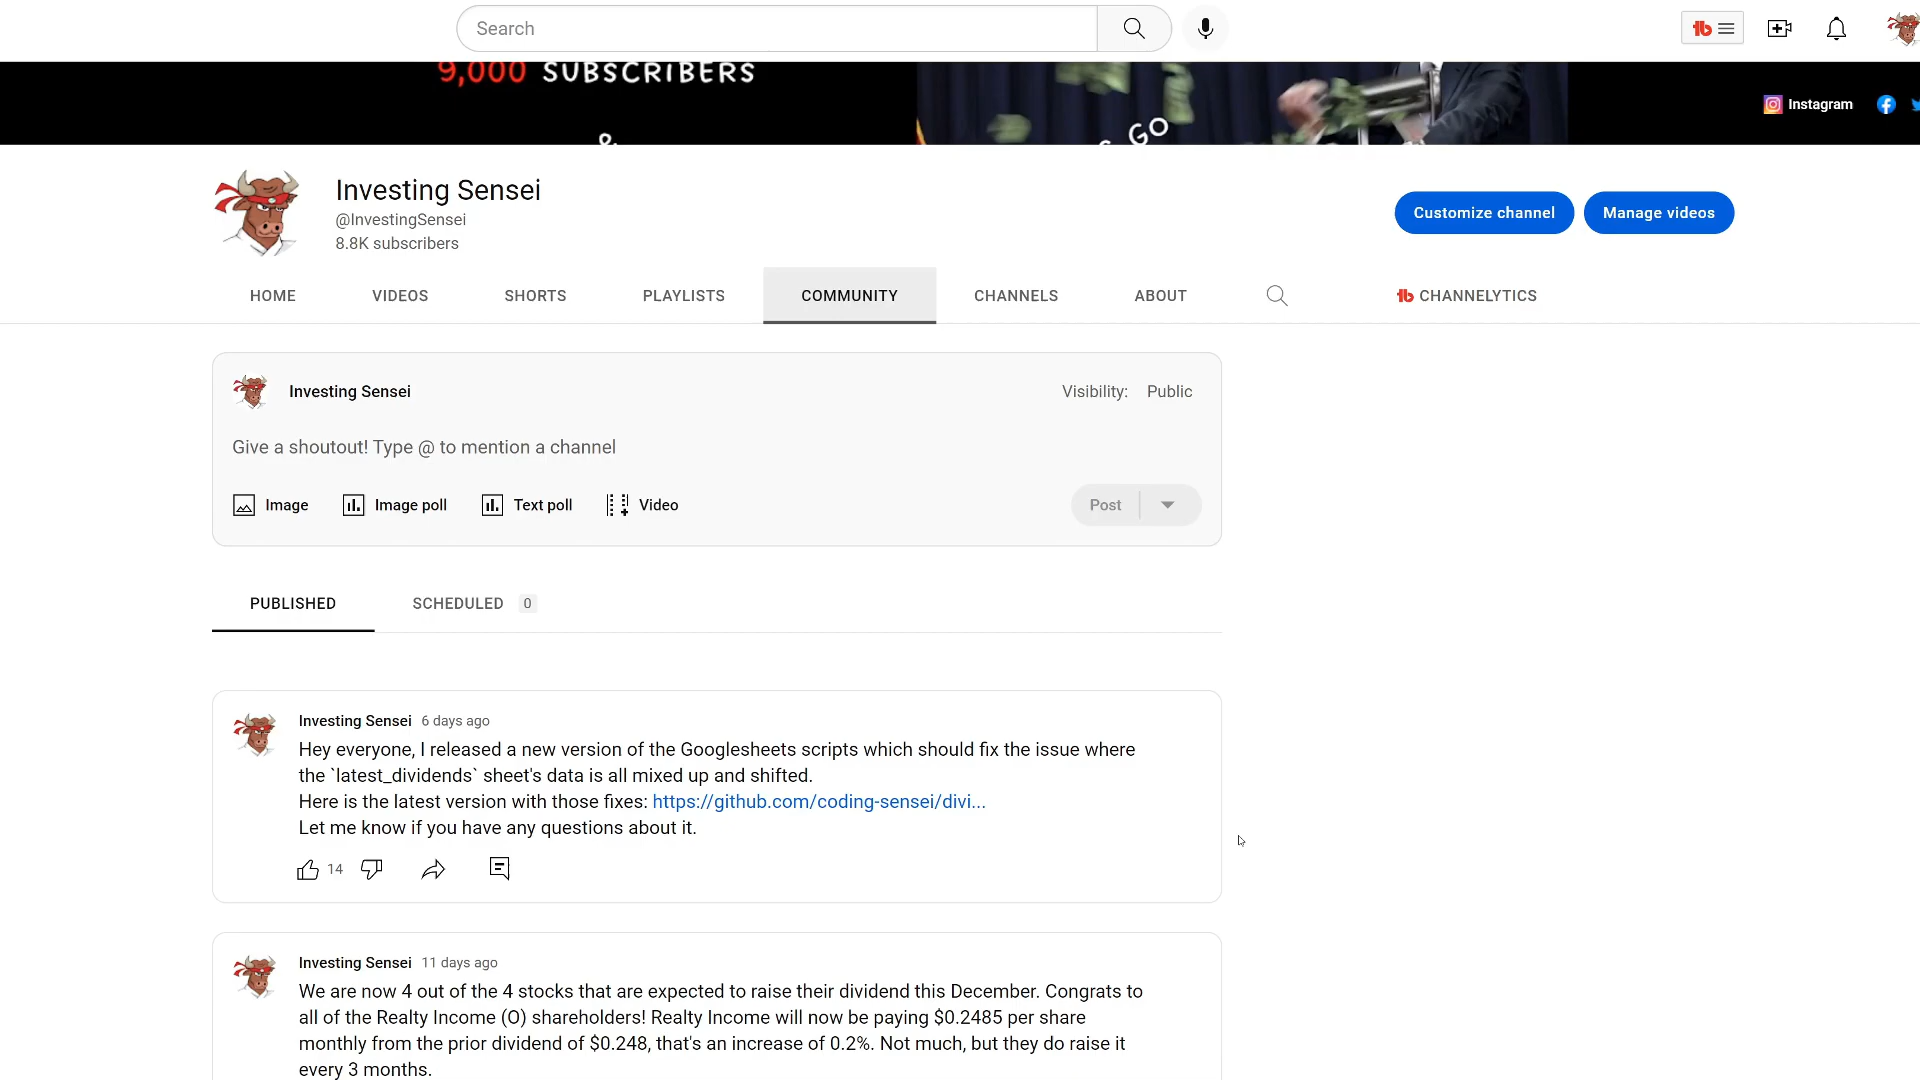 Search
9,000 SUBSCRIBERS
&
GO
Instagram
Investing Sensei
@InvestingSensei
8.8K subscribers
Customize channel
Manage videos
HOME
VIDEOS
SHORTS
PLAYLISTS
COMMUNITY
CHANNELS
ABOUT
CHANNELYTICS
Investing Sensei
Visibility: Public
Give a shoutout! Type @ to mention a channel
Image
Image poll
Text poll
Video
Post
PUBLISHED
SCHEDULED 0
Investing Sensei 6 days ago
Hey everyone, I released a new version of the Googlesheets scripts which should fix the issue where
the `latest_dividends` sheet's data is all mixed up and shifted.
Here is the latest version with those fixes: https://github.com/coding-sensei/divi...
Let me know if you have any questions about it.
14
Investing Sensei 11 days ago
We are now 4 out of the 4 stocks that are expected to raise their dividend this December. Congrats to
all of the Realty Income (O) shareholders! Realty Income will now be paying $0.2485 per share
monthly from the prior dividend of $0.248, that's an increase of 0.2%. Not much, but they do raise it
every 3 months.